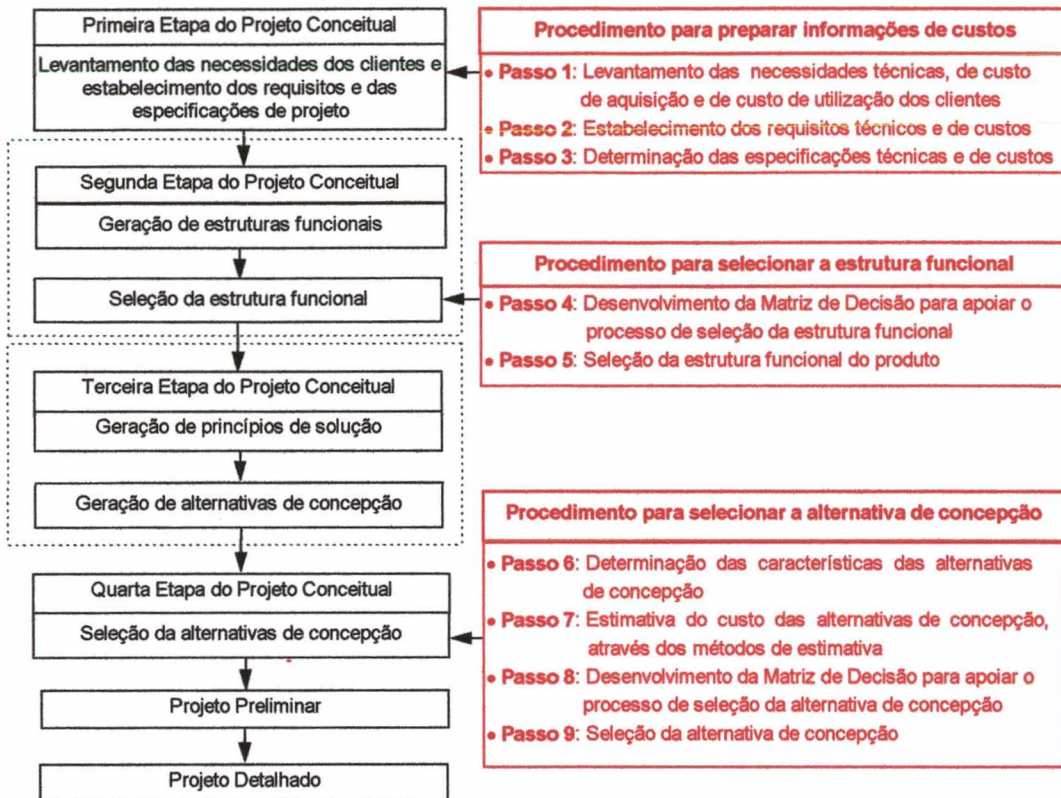 Primeira Etapa do Projeto Conceitual
Levantamento das necessidades dos clientes e
estabelecimento dos requisitos e das
especificações de projeto
Segunda Etapa do Projeto Conceitual
Geração de estruturas funcionais
Seleção da estrutura funcional
Terceira Etapa do Projeto Conceitual
Geração de princípios de solução
Geração de alternativas de concepção
Quarta Etapa do Projeto Conceitual
Seleção da alternativas de concepção
Projeto Preliminar
Projeto Detalhado
Procedimento para preparar informações de custos
• Passo 1: Levantamento das necessidades técnicas, de custo
de aquisição e de custo de utilização dos clientes
• Passo 2: Estabelecimento dos requisitos técnicos e de custos
• Passo 3: Determinação das especificações técnicas e de custos
Procedimento para selecionar a estrutura funcional
• Passo 4: Desenvolvimento da Matriz de Decisão para apoiar o
processo de seleção da estrutura funcional
• Passo 5: Seleção da estrutura funcional do produto
Procedimento para selecionar a alternativa de concepção
• Passo 6: Determinação das características das alternativas
de concepção
• Passo 7: Estimativa do custo das alternativas de concepção,
através dos métodos de estimativa
• Passo 8: Desenvolvimento da Matriz de Decisão para apoiar o
processo de seleção da alternativa de concepção
• Passo 9: Seleção da alternativa de concepção